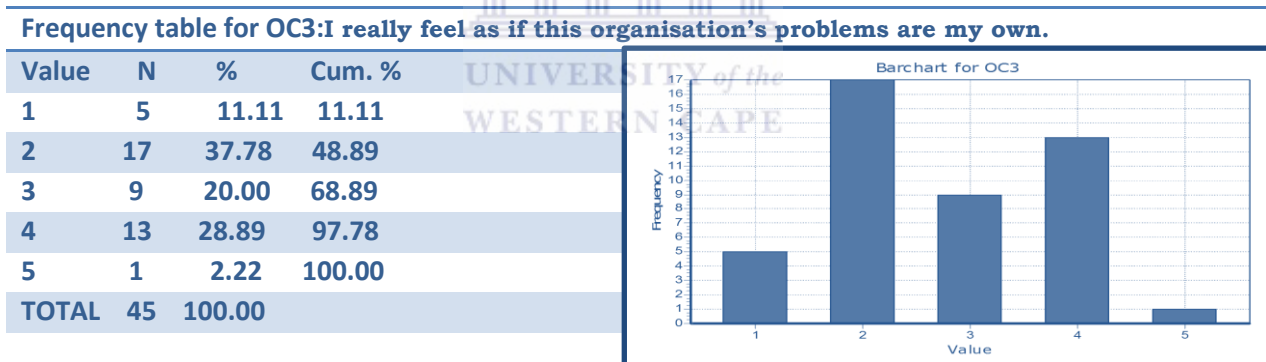 Frequency table for OC3:I really feel as if this organisation’s problems are my own.
Value N % Cum. %
1 5 11.11 11.11
2 17 37.78 48.89
3 9 20.00 68.89
4 13 28.89 97.78
5 1 2.22 100.00
TOTAL 45 100.00
UNIVERSITY of the
WESTERN CAPE
Barchart for OC3
Frequency
17
16
15
14
13
12
11
10
9
8
7
6
5
4
3
2
1
0
1 2 3 4 5
Value